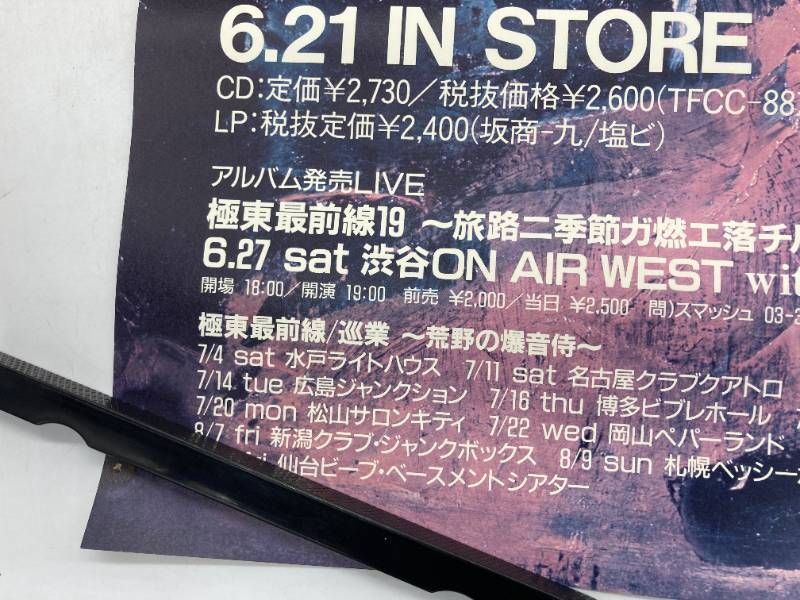 6.21 IN STORE
CD:定価¥2,730/税抜価格¥2,600(TFCC-88
LP:税抜定価¥2,400(坂商-九/塩ビ)
アルバム発売LIVE
極東最前線19 〜旅路ニ季節ガ燃エ落チル
6.27 sat 渋谷ON AIR WEST wit
開場 18:00/開演 19:00 前売 ¥2,000/当日 ¥2,500 問)スマッシュ 03-3
極東最前線/巡業 〜荒野の爆音侍〜
7/4 sat 水戸ライトハウス 7/11 sat 名古屋クラブクアトロ
7/14 tue 広島ジャンクション 7/16 thu 博多ビブレホール 7
7/20 mon 松山サロンキティ 7/22 wed 岡山ペパーランド
8/7 fri 新潟クラブ・ジャンクボックス 8/9 sun 札幌ベッシー
仙台ビーブ・ベースメントシアター